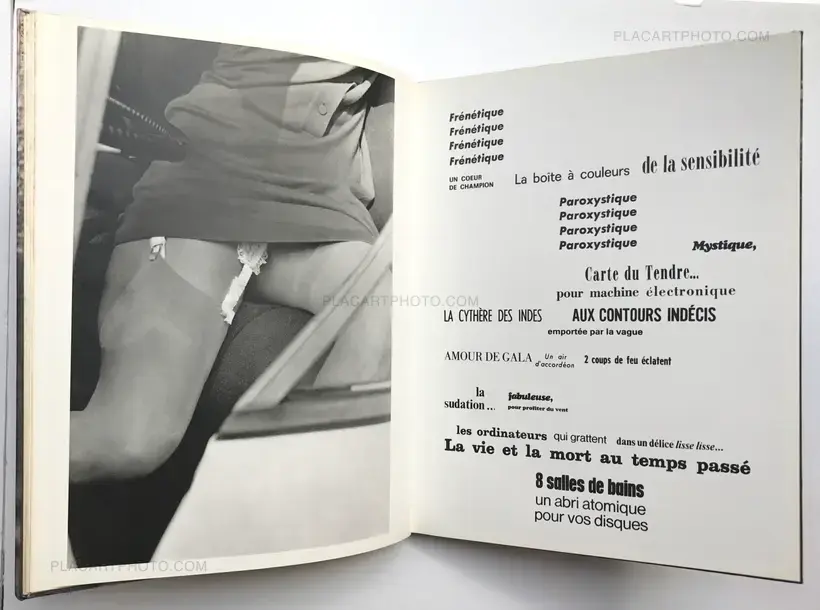 PLACARTPHOTO.COM
Frénétique
Frénétique
Frénétique
Frénétique
UN COEUR
DE CHAMPION
La boîte à couleurs de la sensibilité
Paroxystique
Paroxystique
Paroxystique
Paroxystique
Mystique,
Carte du Tendre...
pour machine électronique
LA CYTHÈRE DES INDES AUX CONTOURS INDÉCIS
emportée par la vague
AMOUR DE GALA
Un air
d'accordéon
2 coups de feu éclatent
la
sudation...
fabuleuse,
pour profiter du vent
les ordinateurs qui grattent dans un délice lisse lisse...
La vie et la mort au temps passé
8 salles de bains
un abri atomique
pour vos disques
PLACARTPHOTO.COM
PLACARTPHOTO.COM
PLACARTPHOTO.COM